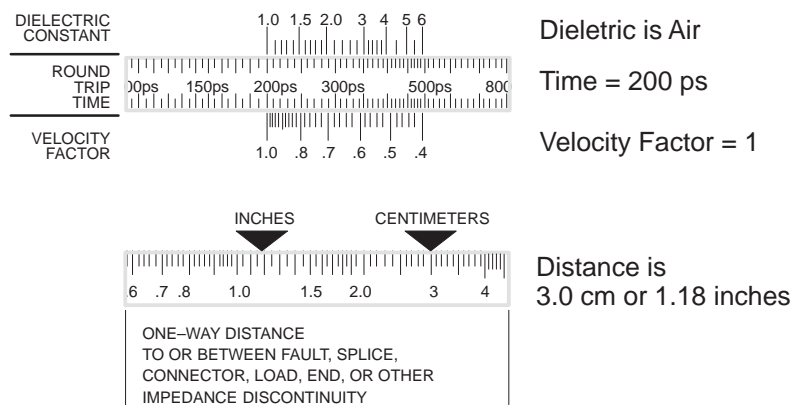 DIELECTRIC
CONSTANT
1.0 1.5 2.0 3 4 5 6
Dieletric is Air
ROUND
TRIP
TIME
00ps 150ps 200ps 300ps 500ps 800
Time = 200 ps
VELOCITY
FACTOR
1.0 .8 .7 .6 .5 .4
Velocity Factor = 1
INCHES CENTIMETERS
.6 .7 .8 1.0 1.5 2.0 3 4
Distance is
3.0 cm or 1.18 inches
ONE–WAY DISTANCE
TO OR BETWEEN FAULT, SPLICE,
CONNECTOR, LOAD, END, OR OTHER
IMPEDANCE DISCONTINUITY